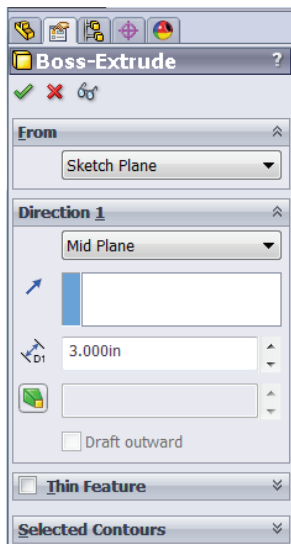 Boss-Extrude ?
From
Sketch Plane
Direction 1
Mid Plane
D1 3.000in
Draft outward
Thin Feature
Selected Contours